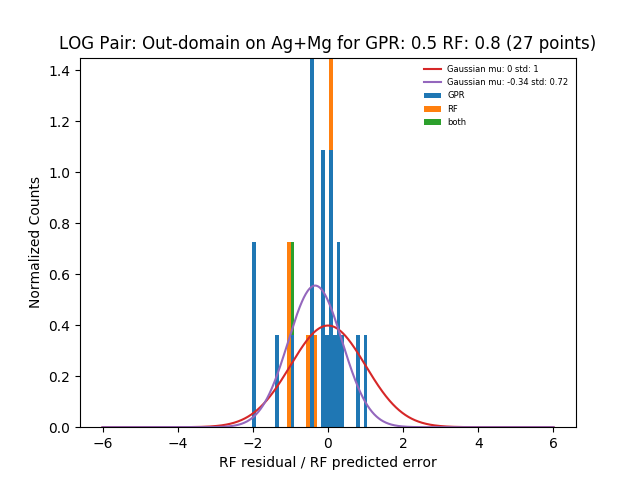 LOG Pair: Out-domain on Ag+Mg for GPR: 0.5 RF: 0.8 (27 points)
Gaussian mu: 0 std: 1
Gaussian mu: -0.34 std: 0.72
GPR
RF
both
Normalized Counts
1.4
1.2
1.0
0.8
0.6
0.4
0.2
0.0
−6 −4 −2 0 2 4 6
RF residual / RF predicted error